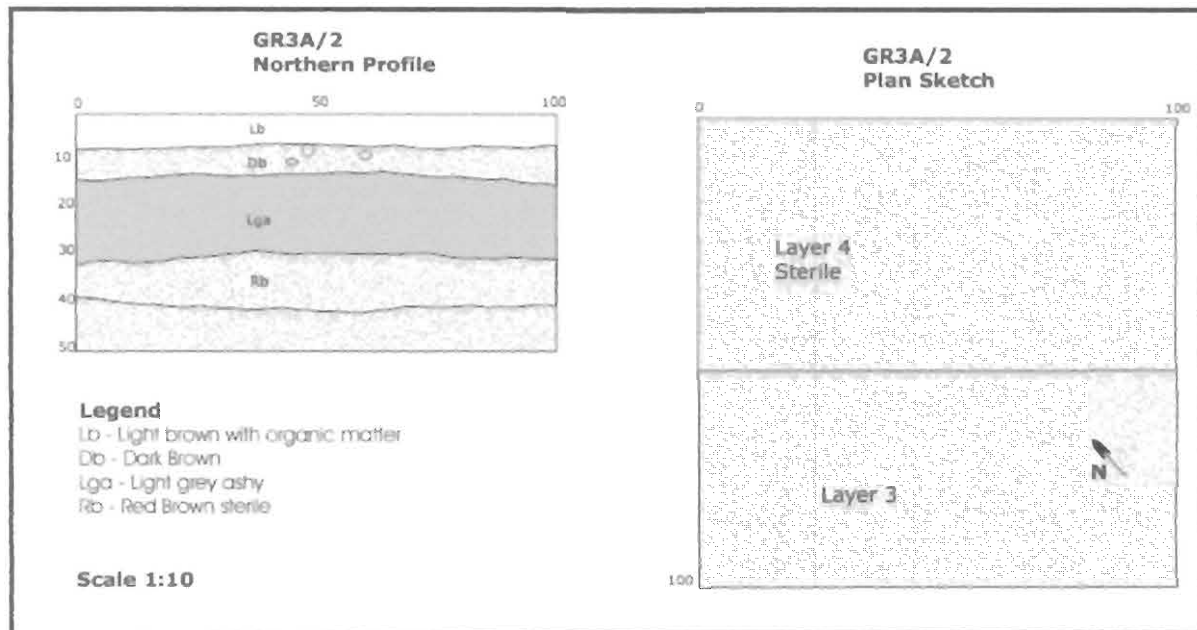 GR3A/2
Northern Profile
0 50 100
Lb
10
Db
20
Lga
30
Rb
40
50
Legend
Lb - Light brown with organic matter
Db - Dark Brown
Lga - Light grey ashy
Rb - Red Brown sterile
Scale 1:10
GR3A/2
Plan Sketch
0 100
Layer 4
Sterile
N
Layer 3
100